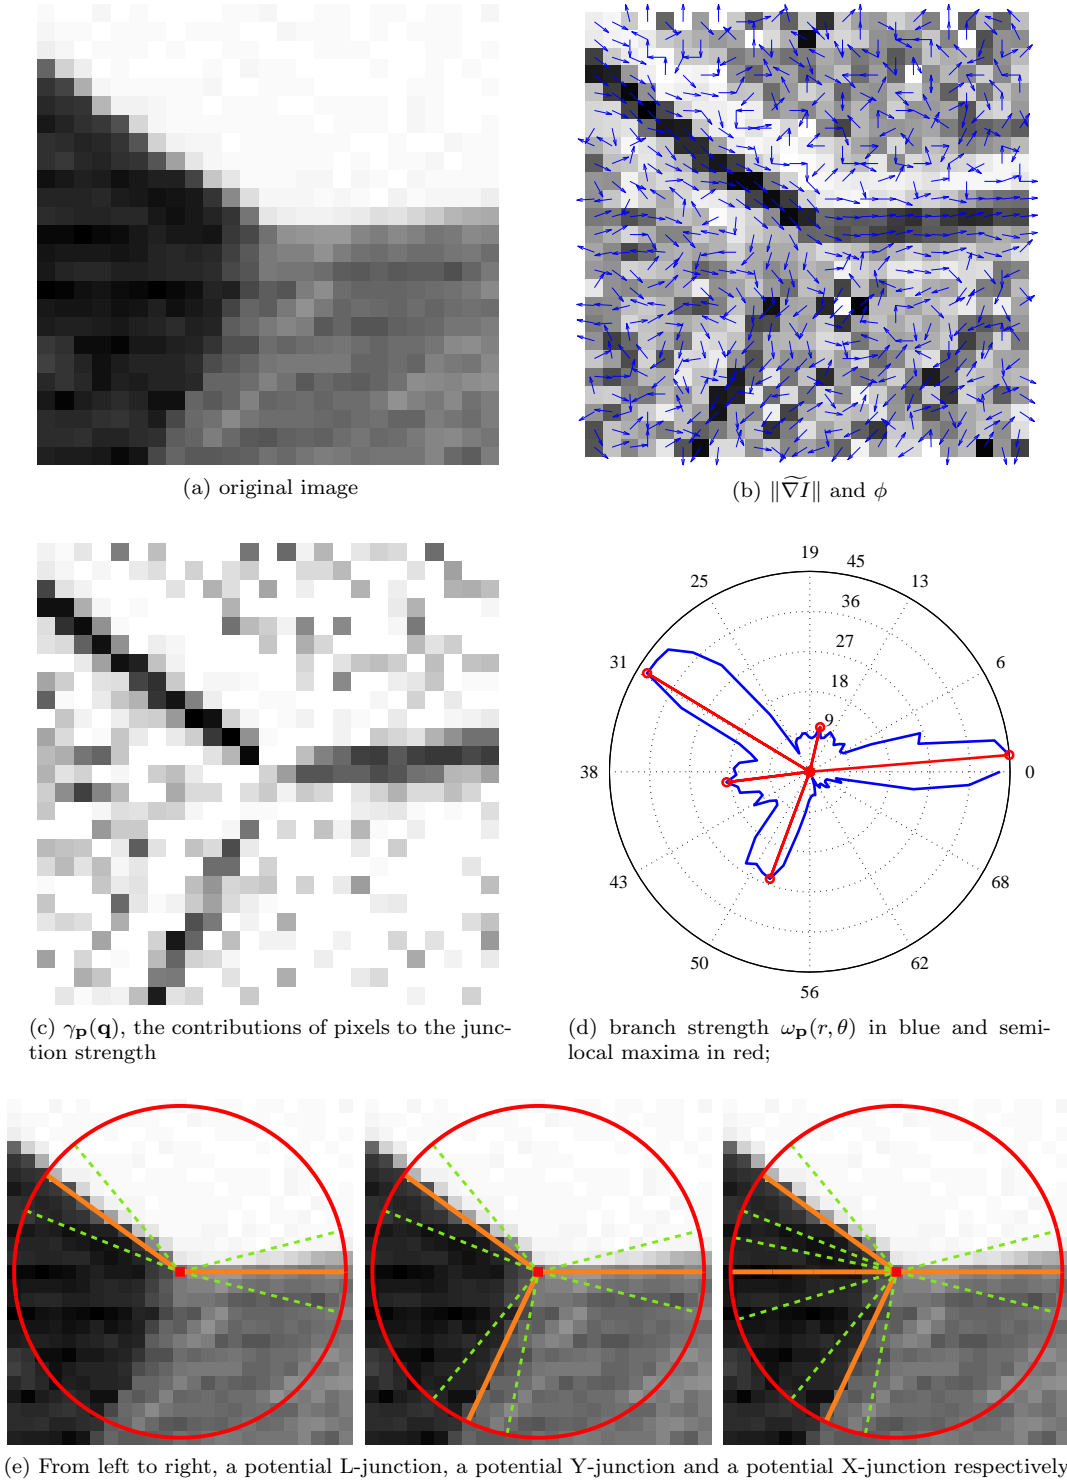 (a) original image
(b) ‖∇̃I‖ and ϕ
19
45
25
13
36
31
27
6
18
9
38
0
43
68
50
62
56
(c) γₚ(q), the contributions of pixels to the junc-
tion strength
(d) branch strength ωₚ(r, θ) in blue and semi-
local maxima in red;
(e) From left to right, a potential L-junction, a potential Y-junction and a potential X-junction respectively